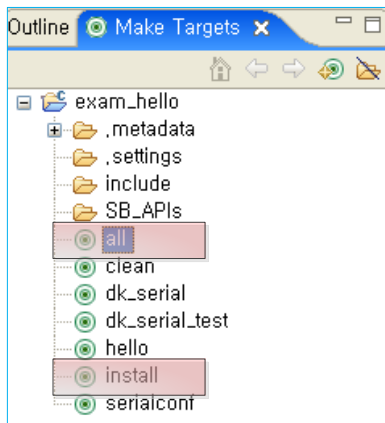 Outline Make Targets
exam_hello
.metadata
.settings
include
SB_APIs
all
clean
dk_serial
dk_serial_test
hello
install
serialconf